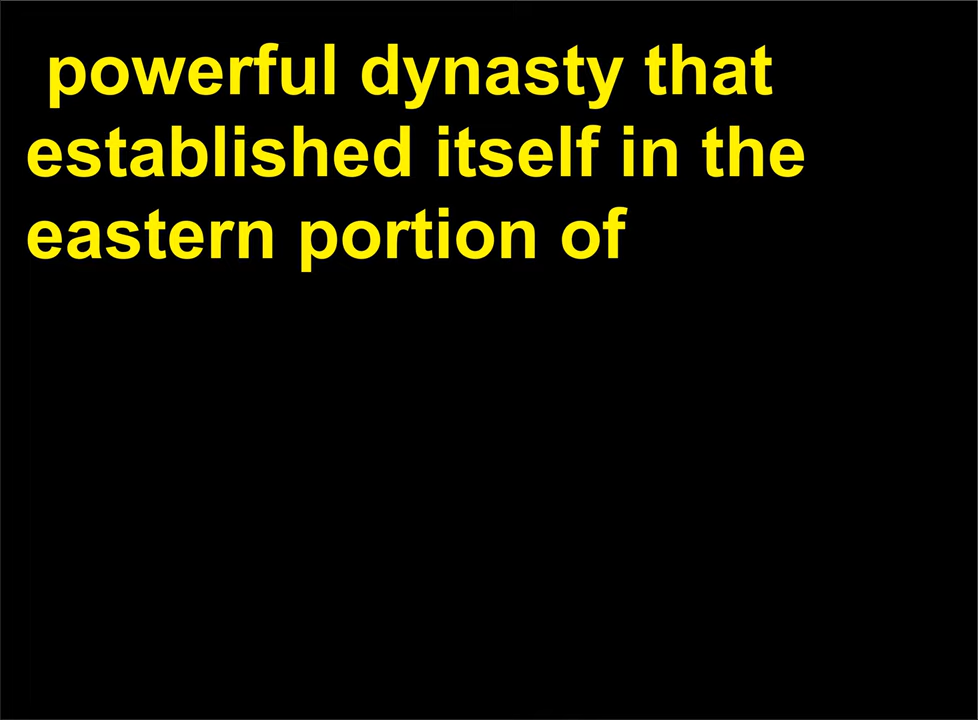 powerful dynasty that
established itself in the
eastern portion of